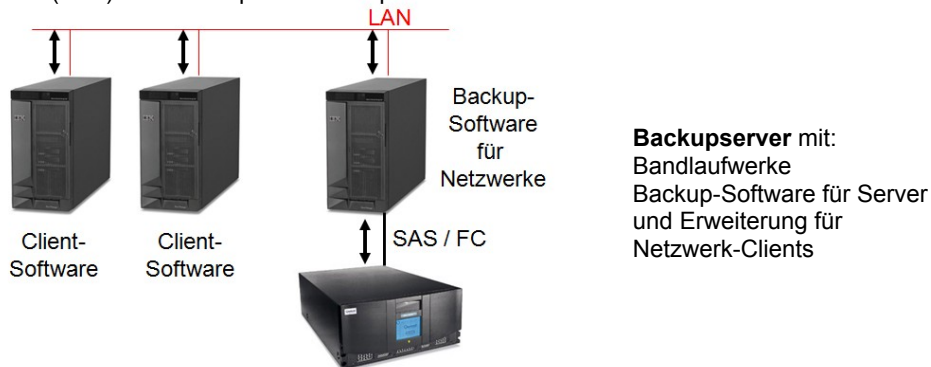 LAN
Backup-
Software
für
Netzwerke
Client-
Software
Client-
Software
SAS / FC
Backupserver mit:
Bandlaufwerke
Backup-Software für Server
und Erweiterung für
Netzwerk-Clients